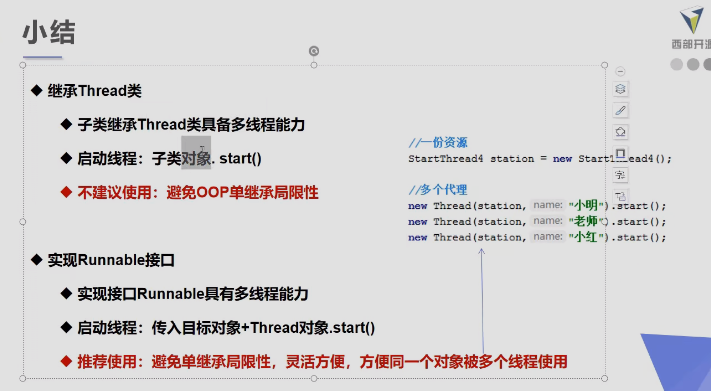 小结
西部开源
◆ 继承Thread类
◆ 子类继承Thread类具备多线程能力
◆ 启动线程：子类对象. start()
◆ 不建议使用：避免OOP单继承局限性
◆ 实现Runnable接口
◆ 实现接口Runnable具有多线程能力
◆ 启动线程：传入目标对象+Thread对象.start()
◆ 推荐使用：避免单继承局限性，灵活方便，方便同一个对象被多个线程使用
//一份资源
StartThread4 station = new StartThread4();
//多个代理
new Thread(station, name: "小明").start();
new Thread(station, name: "老师").start();
new Thread(station, name: "小红").start();